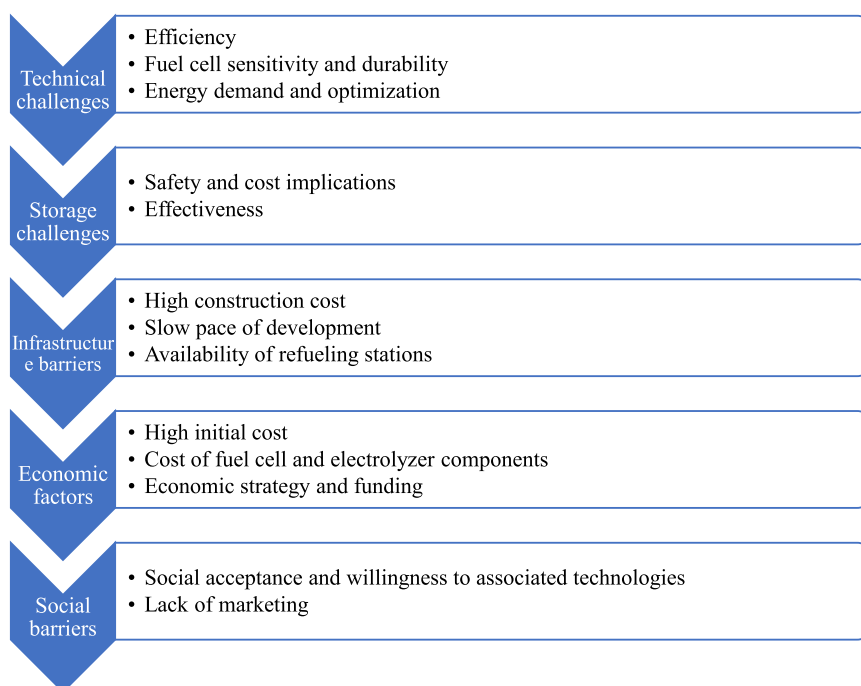 Technical
challenges
• Efficiency
• Fuel cell sensitivity and durability
• Energy demand and optimization
Storage
challenges
• Safety and cost implications
• Effectiveness
Infrastructur
e barriers
• High construction cost
• Slow pace of development
• Availability of refueling stations
Economic
factors
• High initial cost
• Cost of fuel cell and electrolyzer components
• Economic strategy and funding
Social
barriers
• Social acceptance and willingness to associated technologies
• Lack of marketing